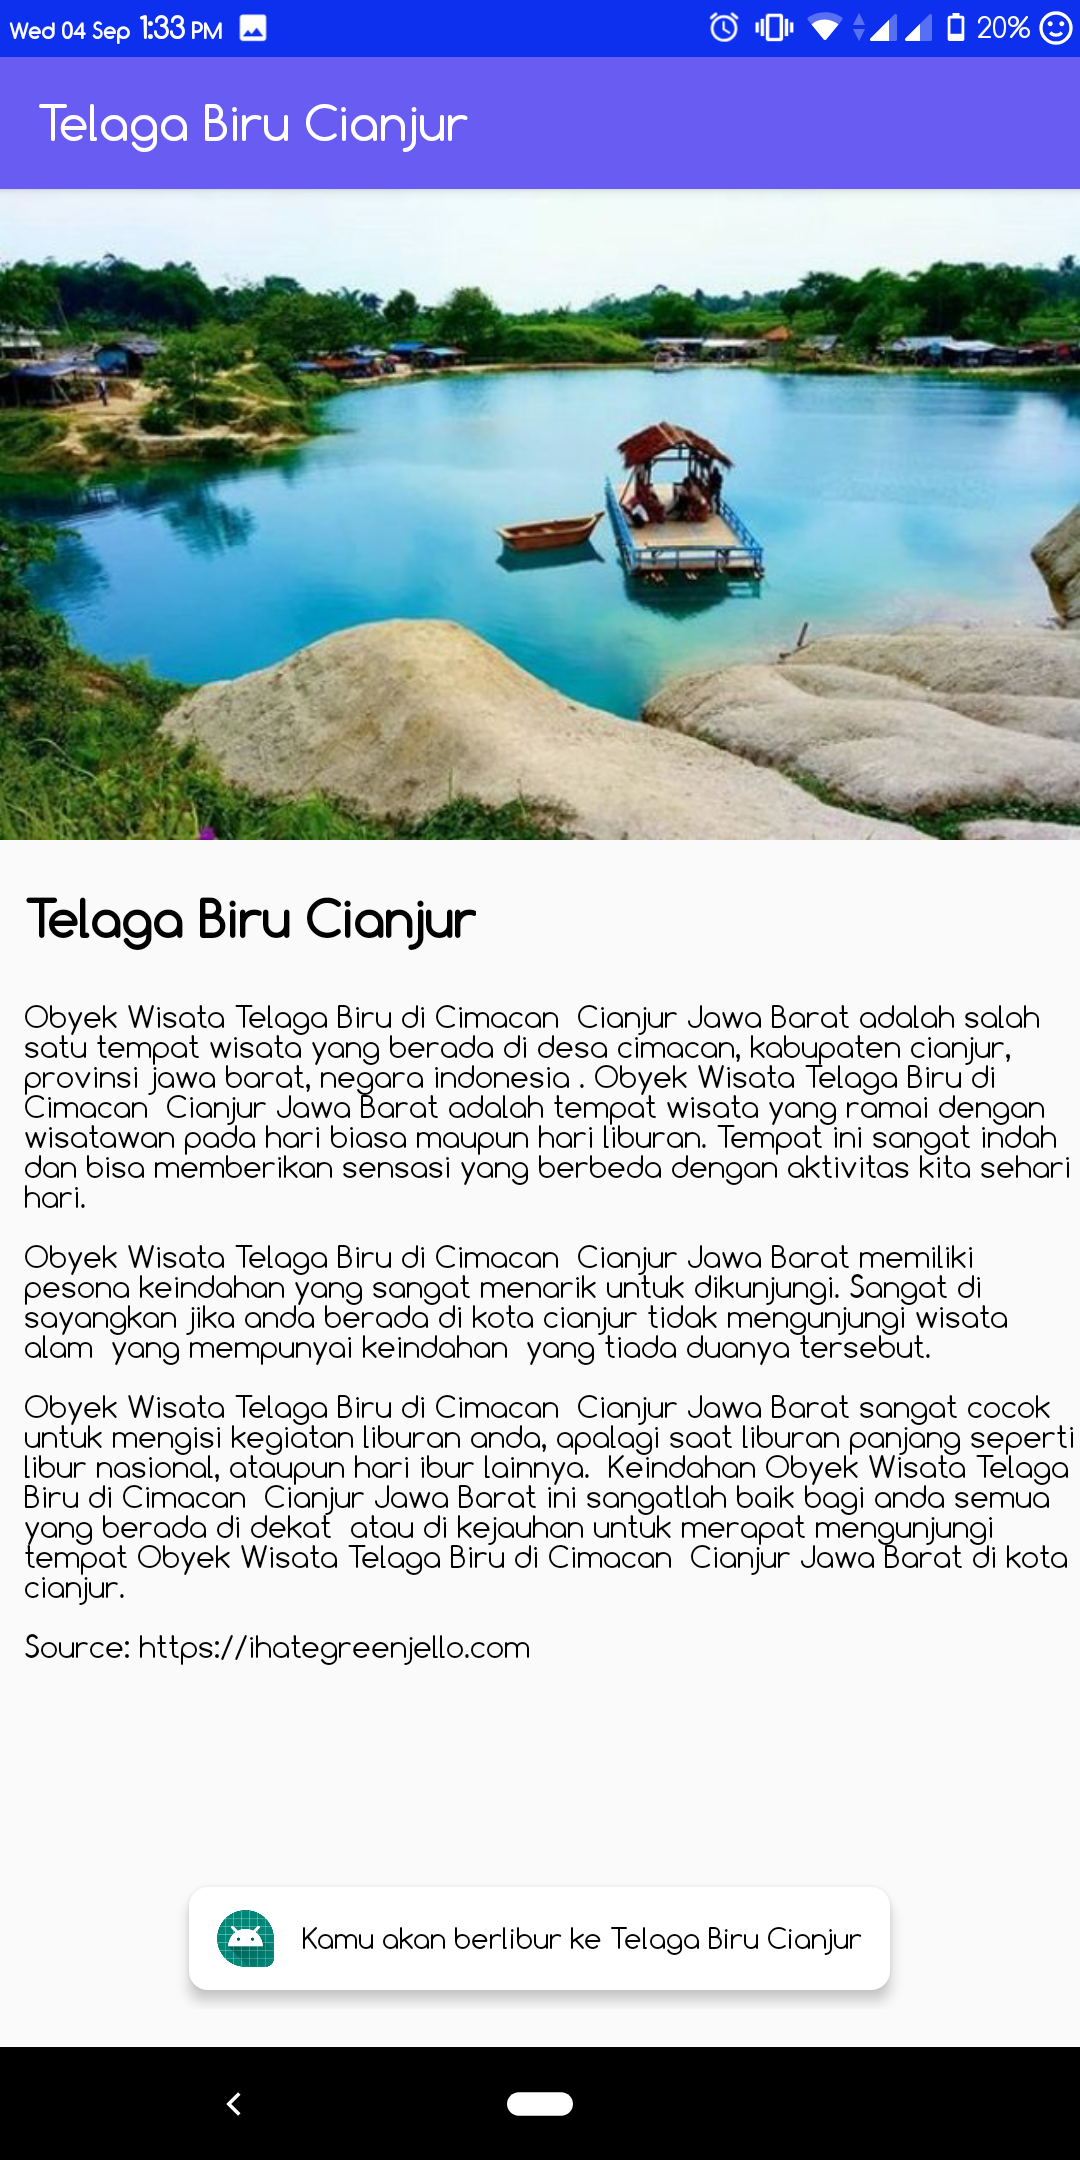 Wed 04 Sep 1:33 PM
20%
Telaga Biru Cianjur
Telaga Biru Cianjur
Obyek Wisata Telaga Biru di Cimacan  Cianjur Jawa Barat adalah salah
satu tempat wisata yang berada di desa cimacan, kabupaten cianjur,
provinsi jawa barat, negara indonesia . Obyek Wisata Telaga Biru di
Cimacan  Cianjur Jawa Barat adalah tempat wisata yang ramai dengan
wisatawan pada hari biasa maupun hari liburan. Tempat ini sangat indah
dan bisa memberikan sensasi yang berbeda dengan aktivitas kita sehari
hari.
Obyek Wisata Telaga Biru di Cimacan  Cianjur Jawa Barat memiliki
pesona keindahan yang sangat menarik untuk dikunjungi. Sangat di
sayangkan jika anda berada di kota cianjur tidak mengunjungi wisata
alam  yang mempunyai keindahan  yang tiada duanya tersebut.
Obyek Wisata Telaga Biru di Cimacan  Cianjur Jawa Barat sangat cocok
untuk mengisi kegiatan liburan anda, apalagi saat liburan panjang seperti
libur nasional, ataupun hari ibur lainnya.  Keindahan Obyek Wisata Telaga
Biru di Cimacan  Cianjur Jawa Barat ini sangatlah baik bagi anda semua
yang berada di dekat  atau di kejauhan untuk merapat mengunjungi
tempat Obyek Wisata Telaga Biru di Cimacan  Cianjur Jawa Barat di kota
cianjur.
Source: https://ihategreenjello.com
Kamu akan berlibur ke Telaga Biru Cianjur